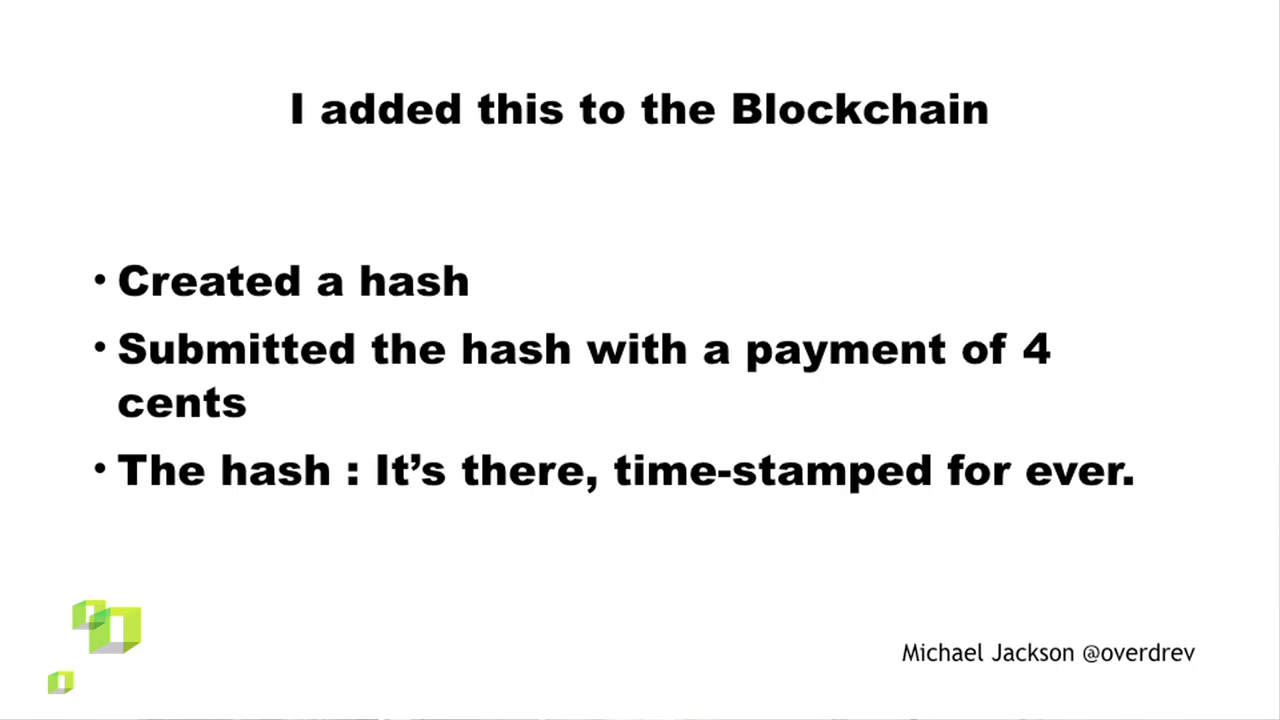 I added this to the Blockchain
• Created a hash
• Submitted the hash with a payment of 4
cents
• The hash : It’s there, time-stamped for ever.
Michael Jackson @overdrev